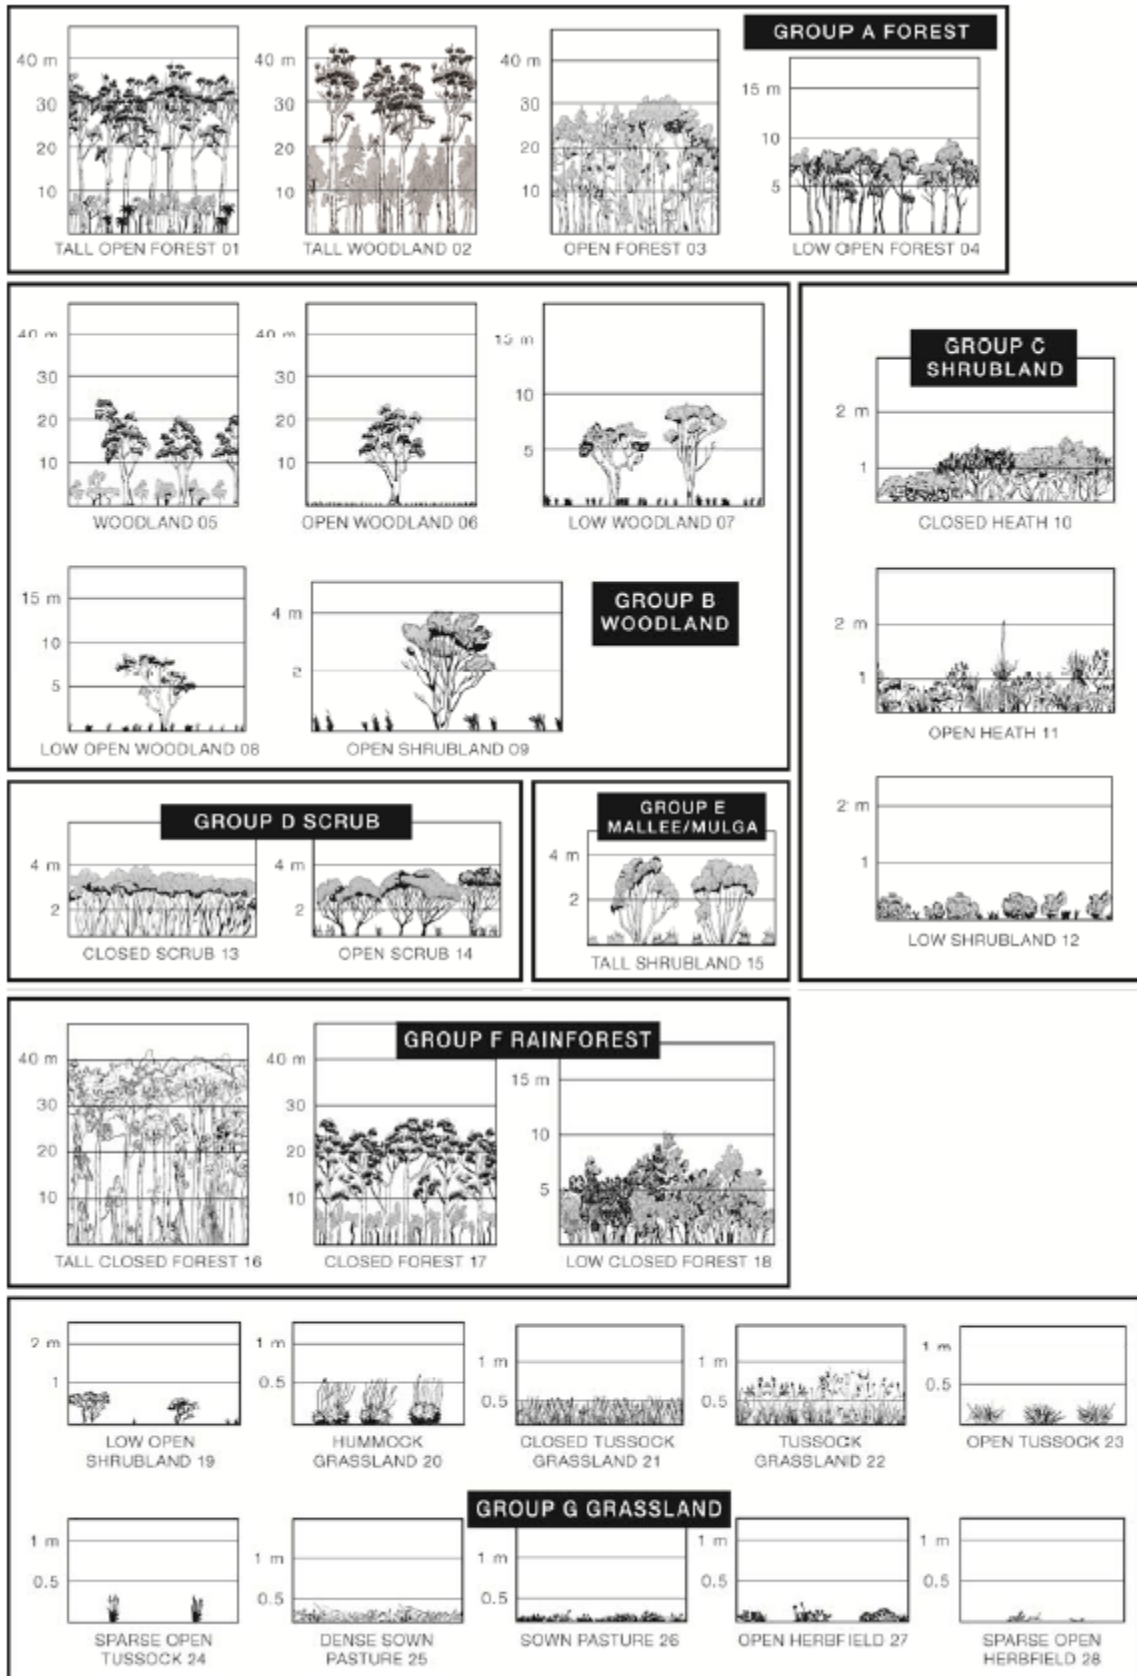 GROUP A FOREST
40 m
30
20
10
TALL OPEN FOREST 01
40 m
30
20
10
TALL WOODLAND 02
40 m
30
20
10
OPEN FOREST 03
15 m
10
5
LOW OPEN FOREST 04
40 m
30
20
10
WOODLAND 05
40 m
30
20
10
OPEN WOODLAND 06
15 m
10
5
LOW WOODLAND 07
15 m
10
5
LOW OPEN WOODLAND 08
4 m
2
OPEN SHRUBLAND 09
GROUP B
WOODLAND
GROUP C
SHRUBLAND
2 m
1
CLOSED HEATH 10
2 m
1
OPEN HEATH 11
2 m
1
LOW SHRUBLAND 12
GROUP D SCRUB
4 m
2
CLOSED SCRUB 13
4 m
2
OPEN SCRUB 14
GROUP E
MALLEE/MULGA
4 m
2
TALL SHRUBLAND 15
GROUP F RAINFOREST
40 m
30
20
10
TALL CLOSED FOREST 16
40 m
30
20
10
CLOSED FOREST 17
15 m
10
5
LOW CLOSED FOREST 18
2 m
1
LOW OPEN
SHRUBLAND 19
1 m
0.5
HUMMOCK
GRASSLAND 20
1 m
0.5
CLOSED TUSSOCK
GRASSLAND 21
1 m
0.5
TUSSOCK
GRASSLAND 22
1 m
0.5
OPEN TUSSOCK 23
GROUP G GRASSLAND
1 m
0.5
SPARSE OPEN
TUSSOCK 24
1 m
0.5
DENSE SOWN
PASTURE 25
1 m
0.5
SOWN PASTURE 26
1 m
0.5
OPEN HERBFIELD 27
1 m
0.5
SPARSE OPEN
HERBFIELD 28